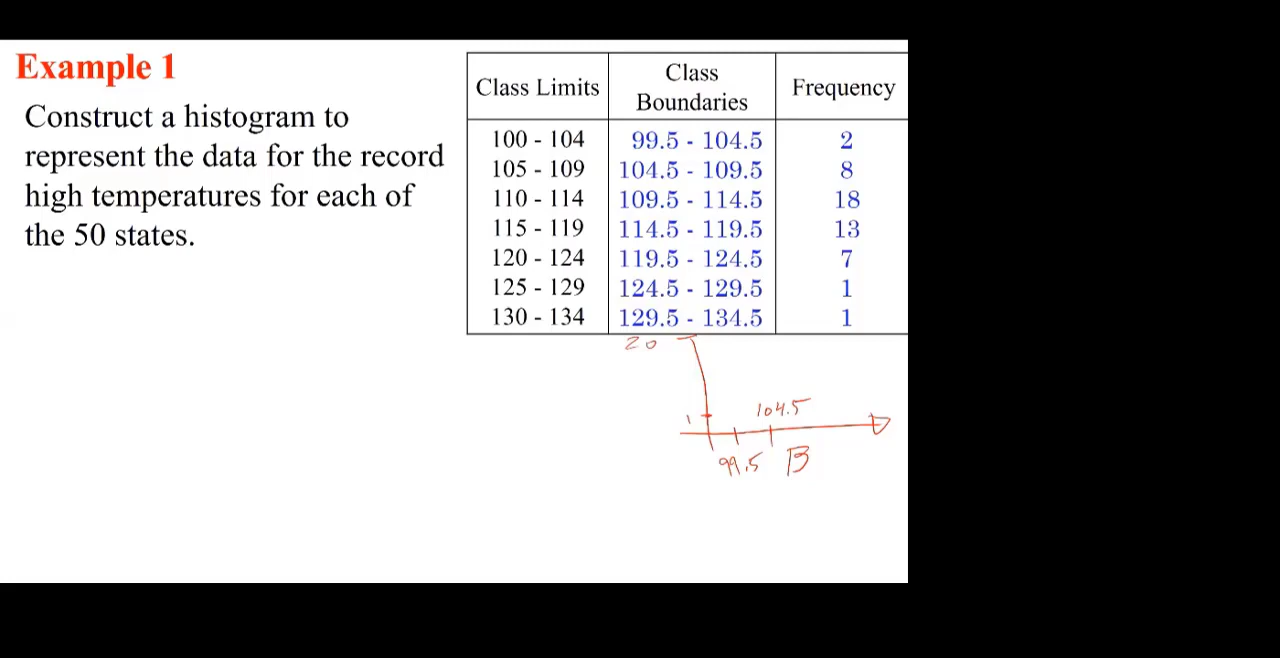 Example 1
Construct a histogram to
represent the data for the record
high temperatures for each of
the 50 states.
Class Limits Class Boundaries Frequency
100 - 104 99.5 - 104.5 2
105 - 109 104.5 - 109.5 8
110 - 114 109.5 - 114.5 18
115 - 119 114.5 - 119.5 13
120 - 124 119.5 - 124.5 7
125 - 129 124.5 - 129.5 1
130 - 134 129.5 - 134.5 1
20
1 104.5
99.5 B